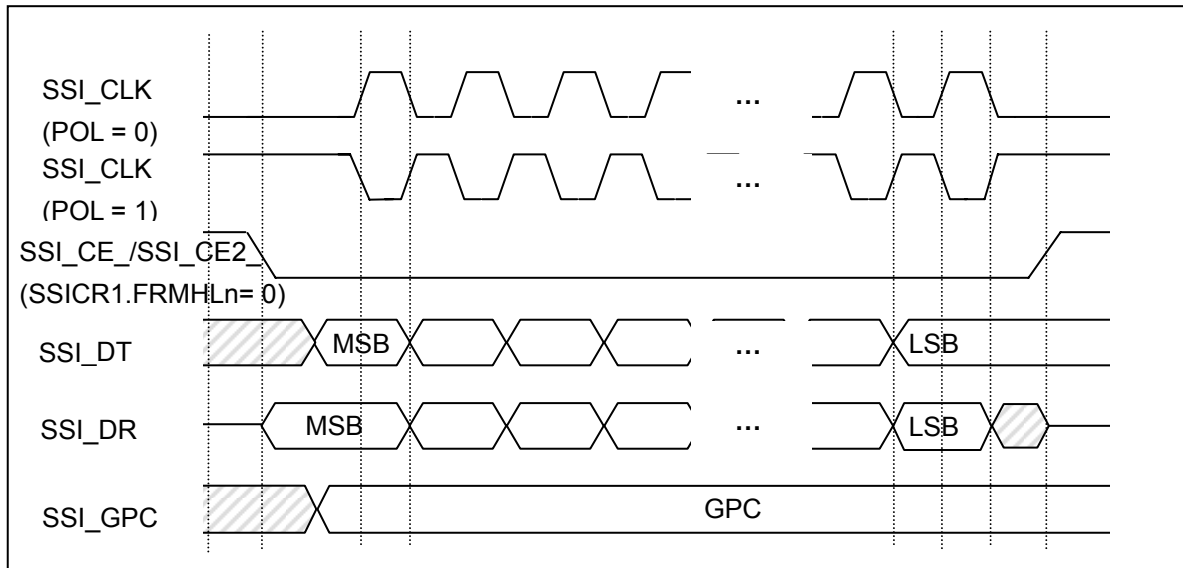 SSI_CLK
(POL = 0)
SSI_CLK
(POL = 1)
...
...
SSI_CE_/SSI_CE2_
(SSICR1.FRMHLn= 0)
SSI_DT
MSB
...
LSB
SSI_DR
MSB
...
LSB
SSI_GPC
GPC